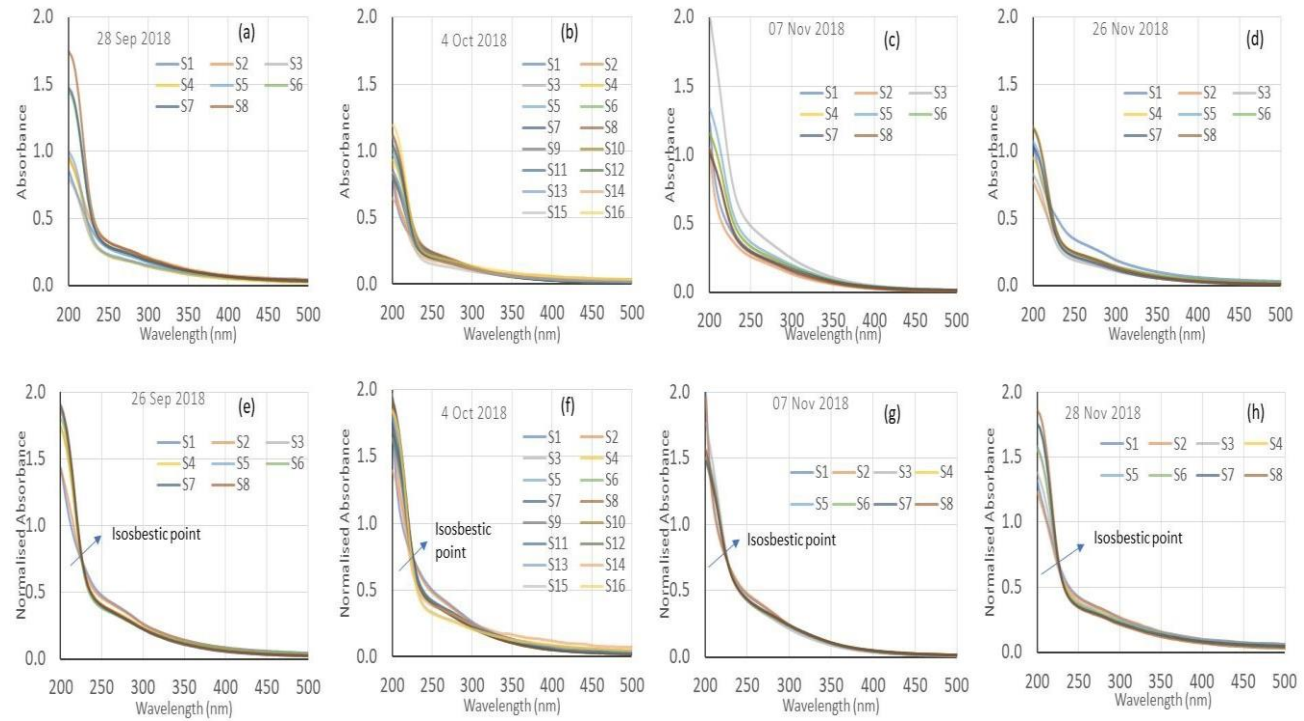 28 Sep 2018 (a)
S1 S2 S3
S4 S5 S6
S7 S8
Absorbance
2.0
1.5
1.0
0.5
0.0
200 250 300 350 400 450 500
Wavelength (nm)
4 Oct 2018 (b)
S1 S2
S3 S4
S5 S6
S7 S8
S9 S10
S11 S12
S13 S14
S15 S16
2.0
1.5
1.0
0.5
0.0
200 250 300 350 400 450 500
Wavelength (nm)
07 Nov 2018 (c)
S1 S2 S3
S4 S5 S6
S7 S8
Absorbance
2.0
1.5
1.0
0.5
0.0
200 250 300 350 400 450 500
Wavelength (nm)
26 Nov 2018 (d)
S1 S2 S3
S4 S5 S6
S7 S8
Absorbance
2.0
1.5
1.0
0.5
0.0
200 250 300 350 400 450 500
Wavelength (nm)
26 Sep 2018 (e)
S1 S2 S3
S4 S5 S6
S7 S8
Isosbestic point
Normalised Absorbance
2.0
1.5
1.0
0.5
0.0
200 250 300 350 400 450 500
Wavelength (nm)
4 Oct 2018 (f)
S1 S2
S3 S4
S5 S6
S7 S8
S9 S10
S11 S12
S13 S14
S15 S16
Isosbestic
point
Normalised Absorbance
2.0
1.5
1.0
0.5
0.0
200 250 300 350 400 450 500
Wavelength (nm)
07 Nov 2018 (g)
S1 S2 S3 S4
S5 S6 S7 S8
Isosbestic point
Normalised Absorbance
2.0
1.5
1.0
0.5
0.0
200 250 300 350 400 450 500
Wavelength (nm)
28 Nov 2018 (h)
S1 S2 S3 S4
S5 S6 S7 S8
Isosbestic point
Normalised Absorbance
2.0
1.5
1.0
0.5
0.0
200 250 300 350 400 450 500
Wavelength (nm)